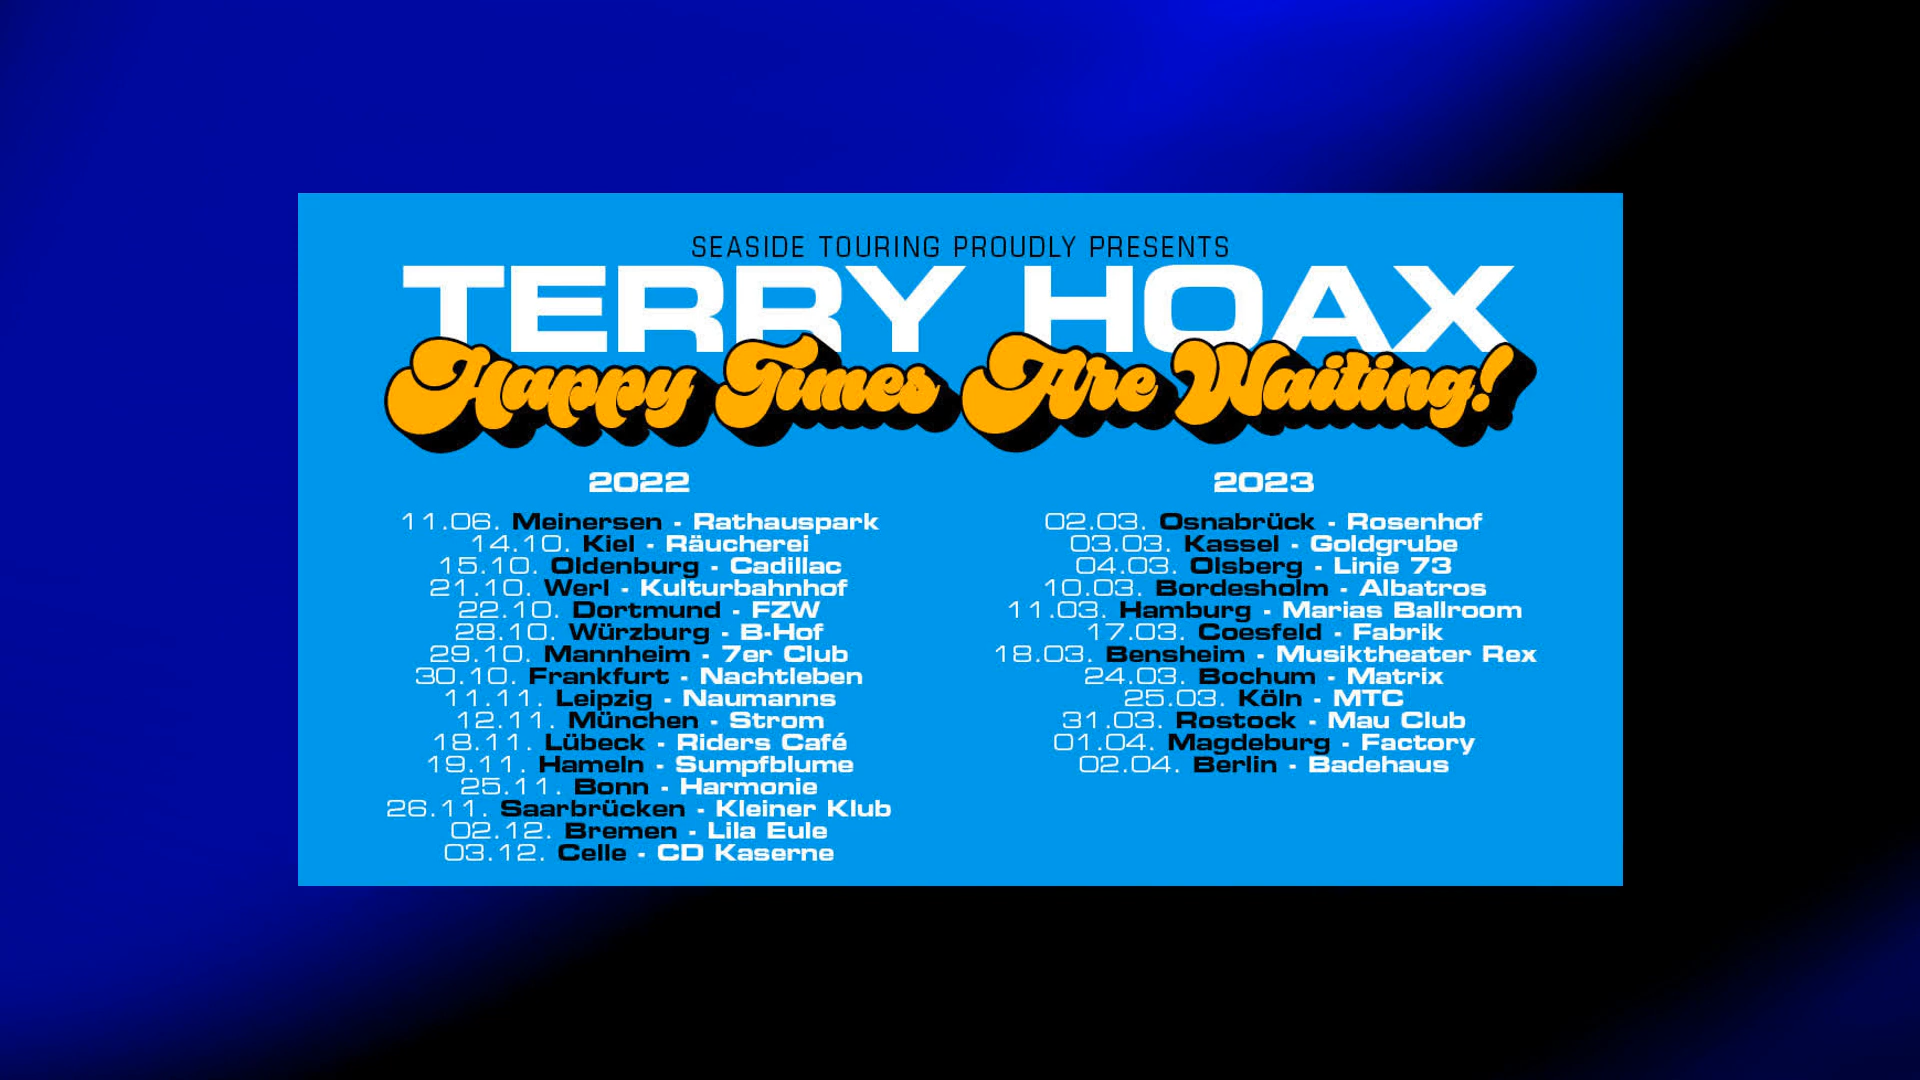 SEASIDE TOURING PROUDLY PRESENTS
TERRY HOAX
Happy Times Are Waiting!
2022
11.06. Meinersen - Rathauspark
14.10. Kiel - Räucherei
15.10. Oldenburg - Cadillac
21.10. Werl - Kulturbahnhof
22.10. Dortmund - FZW
28.10. Würzburg - B-Hof
29.10. Mannheim - 7er Club
30.10. Frankfurt - Nachtleben
11.11. Leipzig - Naumanns
12.11. München - Strom
18.11. Lübeck - Riders Café
19.11. Hameln - Sumpfblume
25.11. Bonn - Harmonie
26.11. Saarbrücken - Kleiner Klub
02.12. Bremen - Lila Eule
03.12. Celle - CD Kaserne
2023
02.03. Osnabrück - Rosenhof
03.03. Kassel - Goldgrube
04.03. Olsberg - Linie 73
10.03. Bordesholm - Albatros
11.03. Hamburg - Marias Ballroom
17.03. Coesfeld - Fabrik
18.03. Bensheim - Musiktheater Rex
24.03. Bochum - Matrix
25.03. Köln - MTC
31.03. Rostock - Mau Club
01.04. Magdeburg - Factory
02.04. Berlin - Badehaus